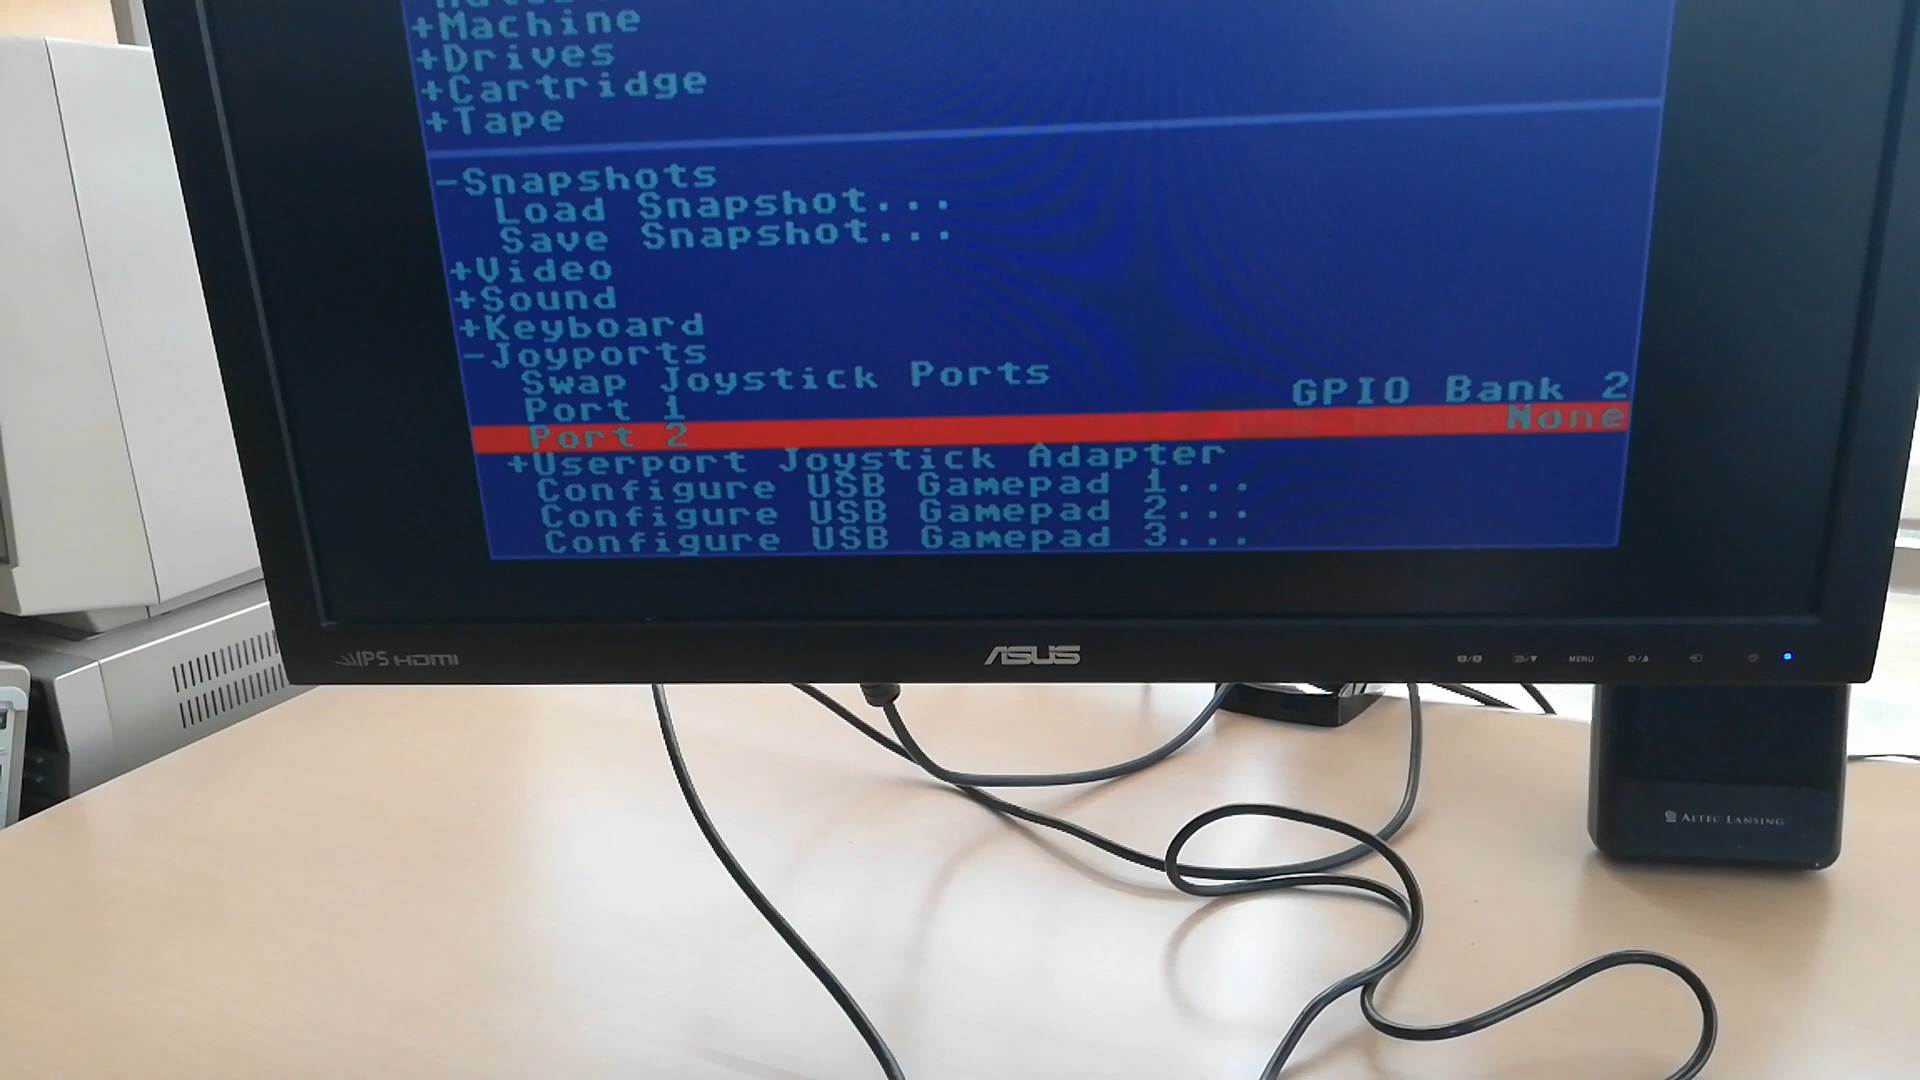 +Machine
+Drives
+Cartridge
+Tape
-Snapshots
Load Snapshot...
Save Snapshot...
+Video
+Sound
+Keyboard
-Joyports
Swap Joystick Ports
Port 1 GPIO Bank 2
Port 2 None
+Userport Joystick Adapter
Configure USB Gamepad 1...
Configure USB Gamepad 2...
Configure USB Gamepad 3...
IPS HDMI
ASUS
MENU
ALTEC LANSING